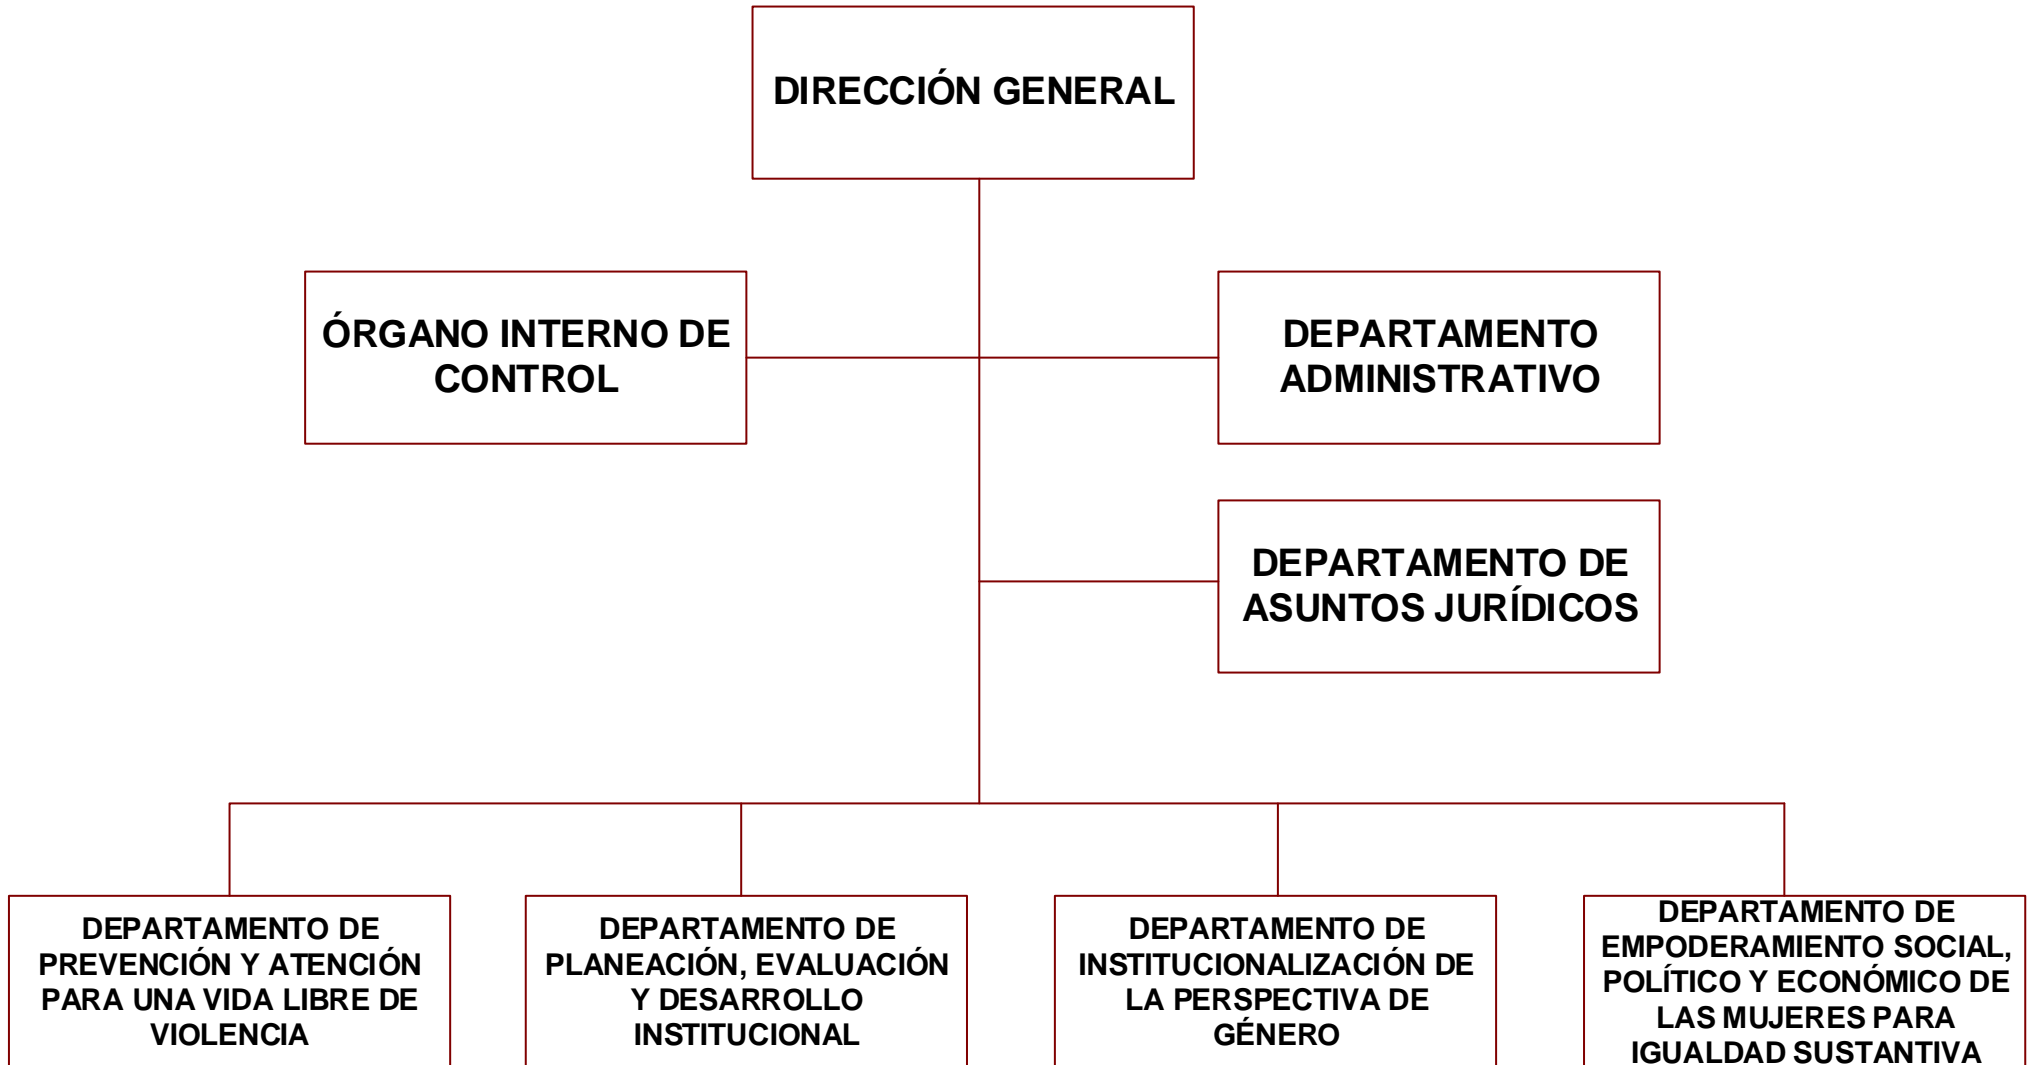 DIRECCIÓN GENERAL
ÓRGANO INTERNO DE
CONTROL
DEPARTAMENTO
ADMINISTRATIVO
DEPARTAMENTO DE
ASUNTOS JURÍDICOS
DEPARTAMENTO DE
PREVENCIÓN Y ATENCIÓN
PARA UNA VIDA LIBRE DE
VIOLENCIA
DEPARTAMENTO DE
PLANEACIÓN, EVALUACIÓN
Y DESARROLLO
INSTITUCIONAL
DEPARTAMENTO DE
INSTITUCIONALIZACIÓN DE
LA PERSPECTIVA DE
GÉNERO
DEPARTAMENTO DE
EMPODERAMIENTO SOCIAL,
POLÍTICO Y ECONÓMICO DE
LAS MUJERES PARA
IGUALDAD SUSTANTIVA